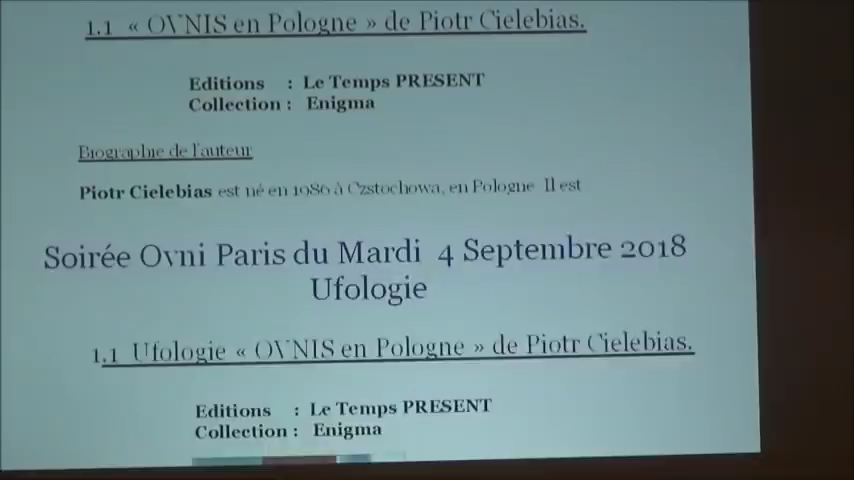 1.1 « OVNIS en Pologne » de Piotr Cielebias.
Editions : Le Temps PRESENT
Collection : Enigma
Biographie de l'auteur
Piotr Cielebias est né en 1986 à Czstochowa, en Pologne Il est
Soirée Ovni Paris du Mardi 4 Septembre 2018
Ufologie
1.1 Ufologie « OVNIS en Pologne » de Piotr Cielebias.
Editions : Le Temps PRESENT
Collection : Enigma